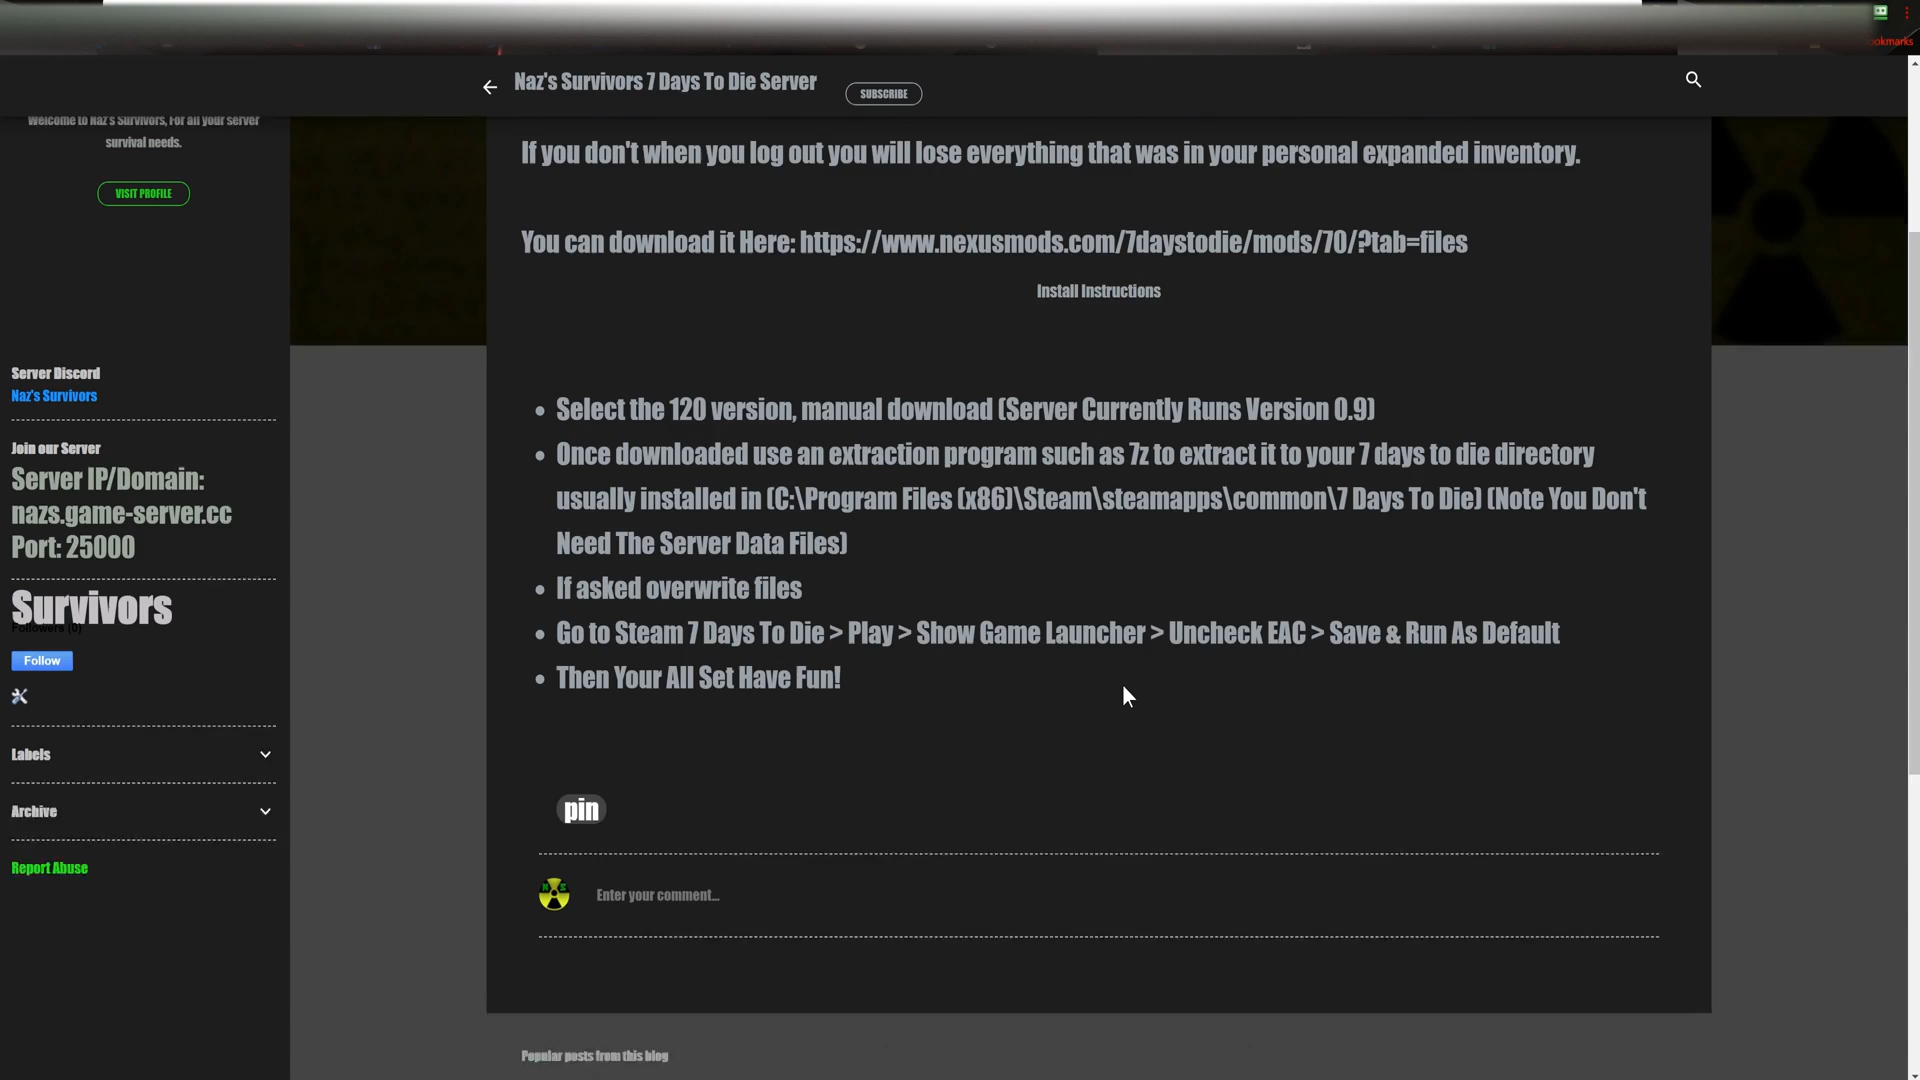 okmarks
Naz's Survivors 7 Days To Die Server
SUBSCRIBE
Welcome to Naz's Survivors, For all your server
survival needs.
VISIT PROFILE
Server Discord
Naz's Survivors
Join our Server
Server IP/Domain:
nazs.game-server.cc
Port: 25000
Survivors
Followers (0)
Follow
Labels
Archive
Report Abuse
If you don't when you log out you will lose everything that was in your personal expanded inventory.
You can download it Here: https://www.nexusmods.com/7daystodie/mods/70/?tab=files
Install Instructions
• Select the 120 version, manual download (Server Currently Runs Version 0.9)
• Once downloaded use an extraction program such as 7z to extract it to your 7 days to die directory
usually installed in (C:\Program Files (x86)\Steam\steamapps\common\7 Days To Die) (Note You Don't
Need The Server Data Files)
• If asked overwrite files
• Go to Steam 7 Days To Die > Play > Show Game Launcher > Uncheck EAC > Save & Run As Default
• Then Your All Set Have Fun!
pin
N S
Enter your comment...
Popular posts from this blog